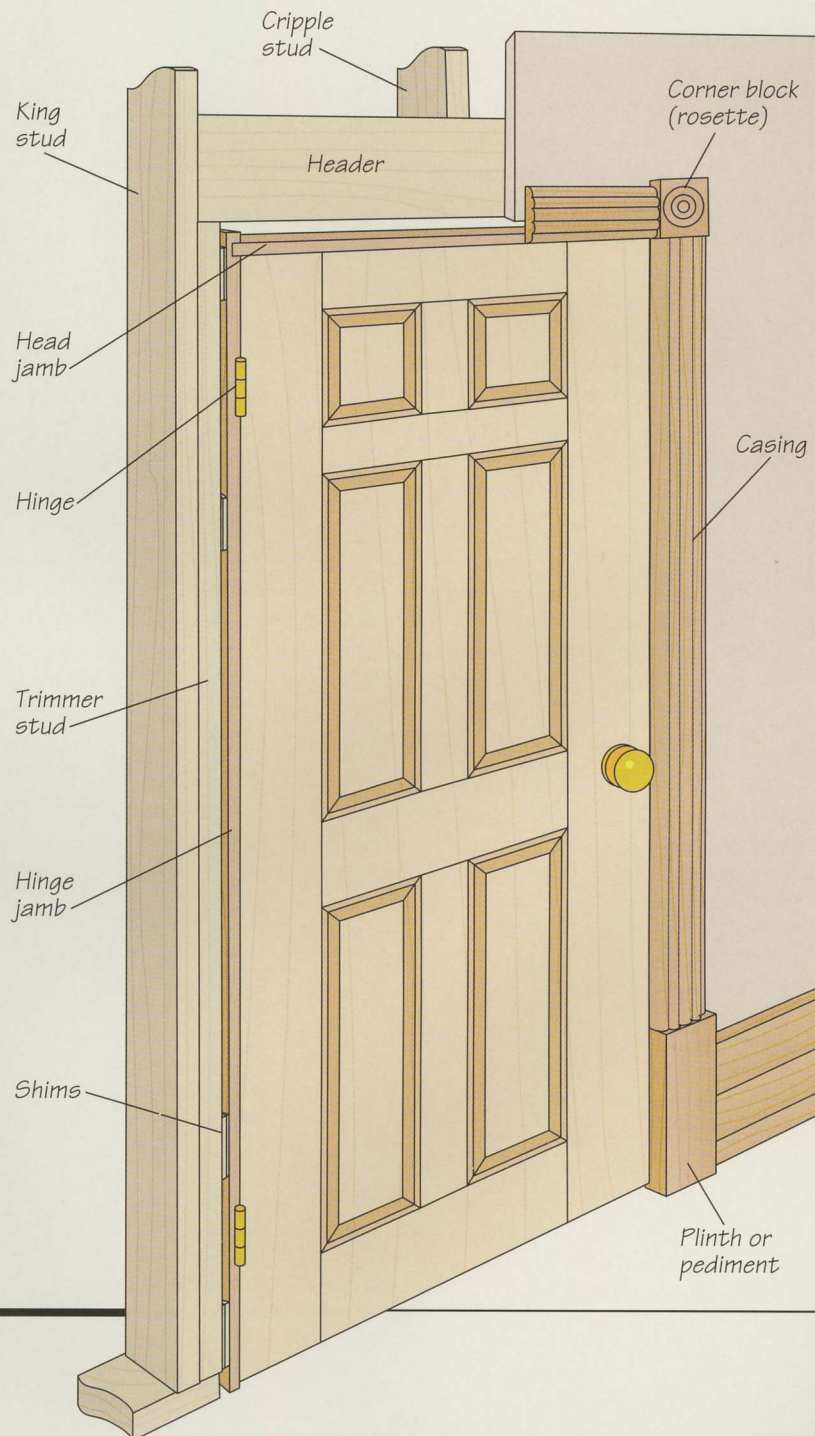 Cripple
stud
King
stud
Corner block
(rosette)
Header
Head
jamb
Casing
Hinge
Trimmer
stud
Hinge
jamb
Shims
Plinth or
pediment